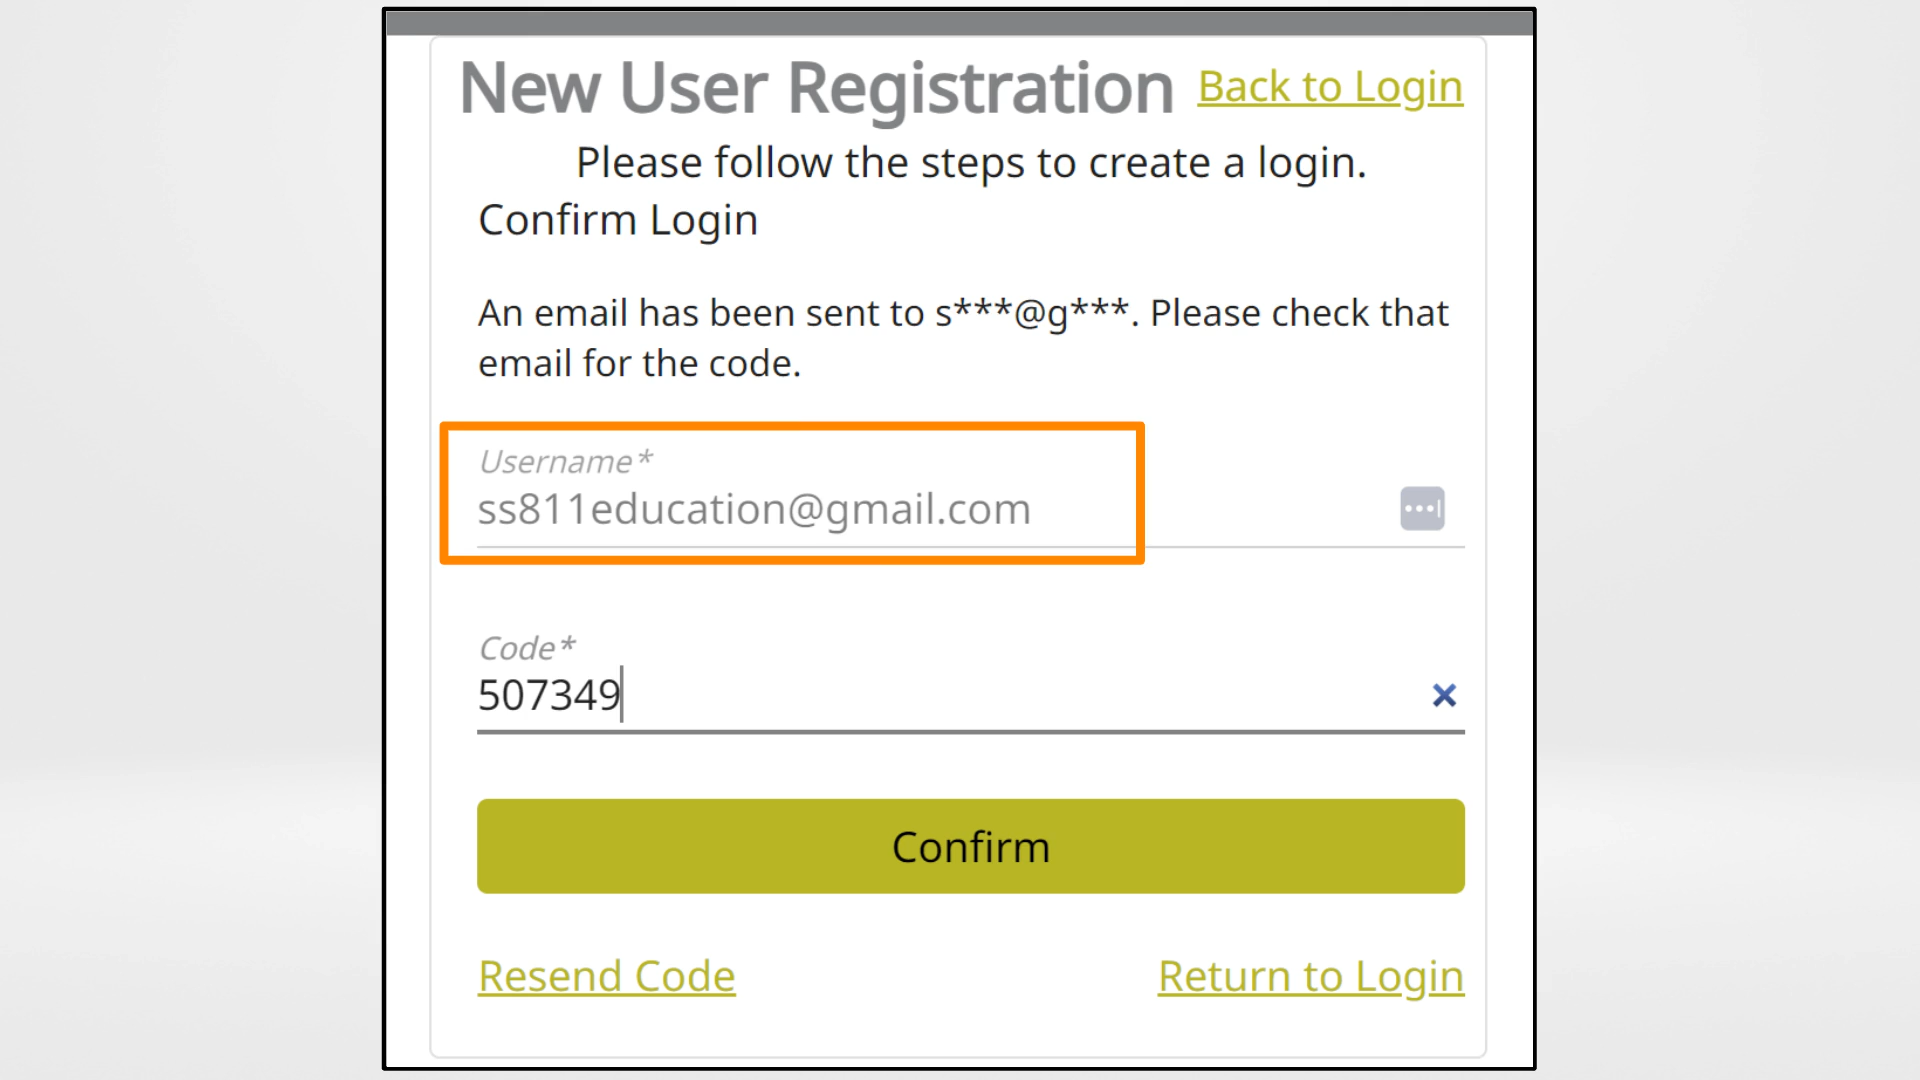 New User Registration Back to Login
Please follow the steps to create a login.
Confirm Login
An email has been sent to s***@g***. Please check that
email for the code.
Username*
ss811education@gmail.com
Code*
507349
Confirm
Resend Code Return to Login